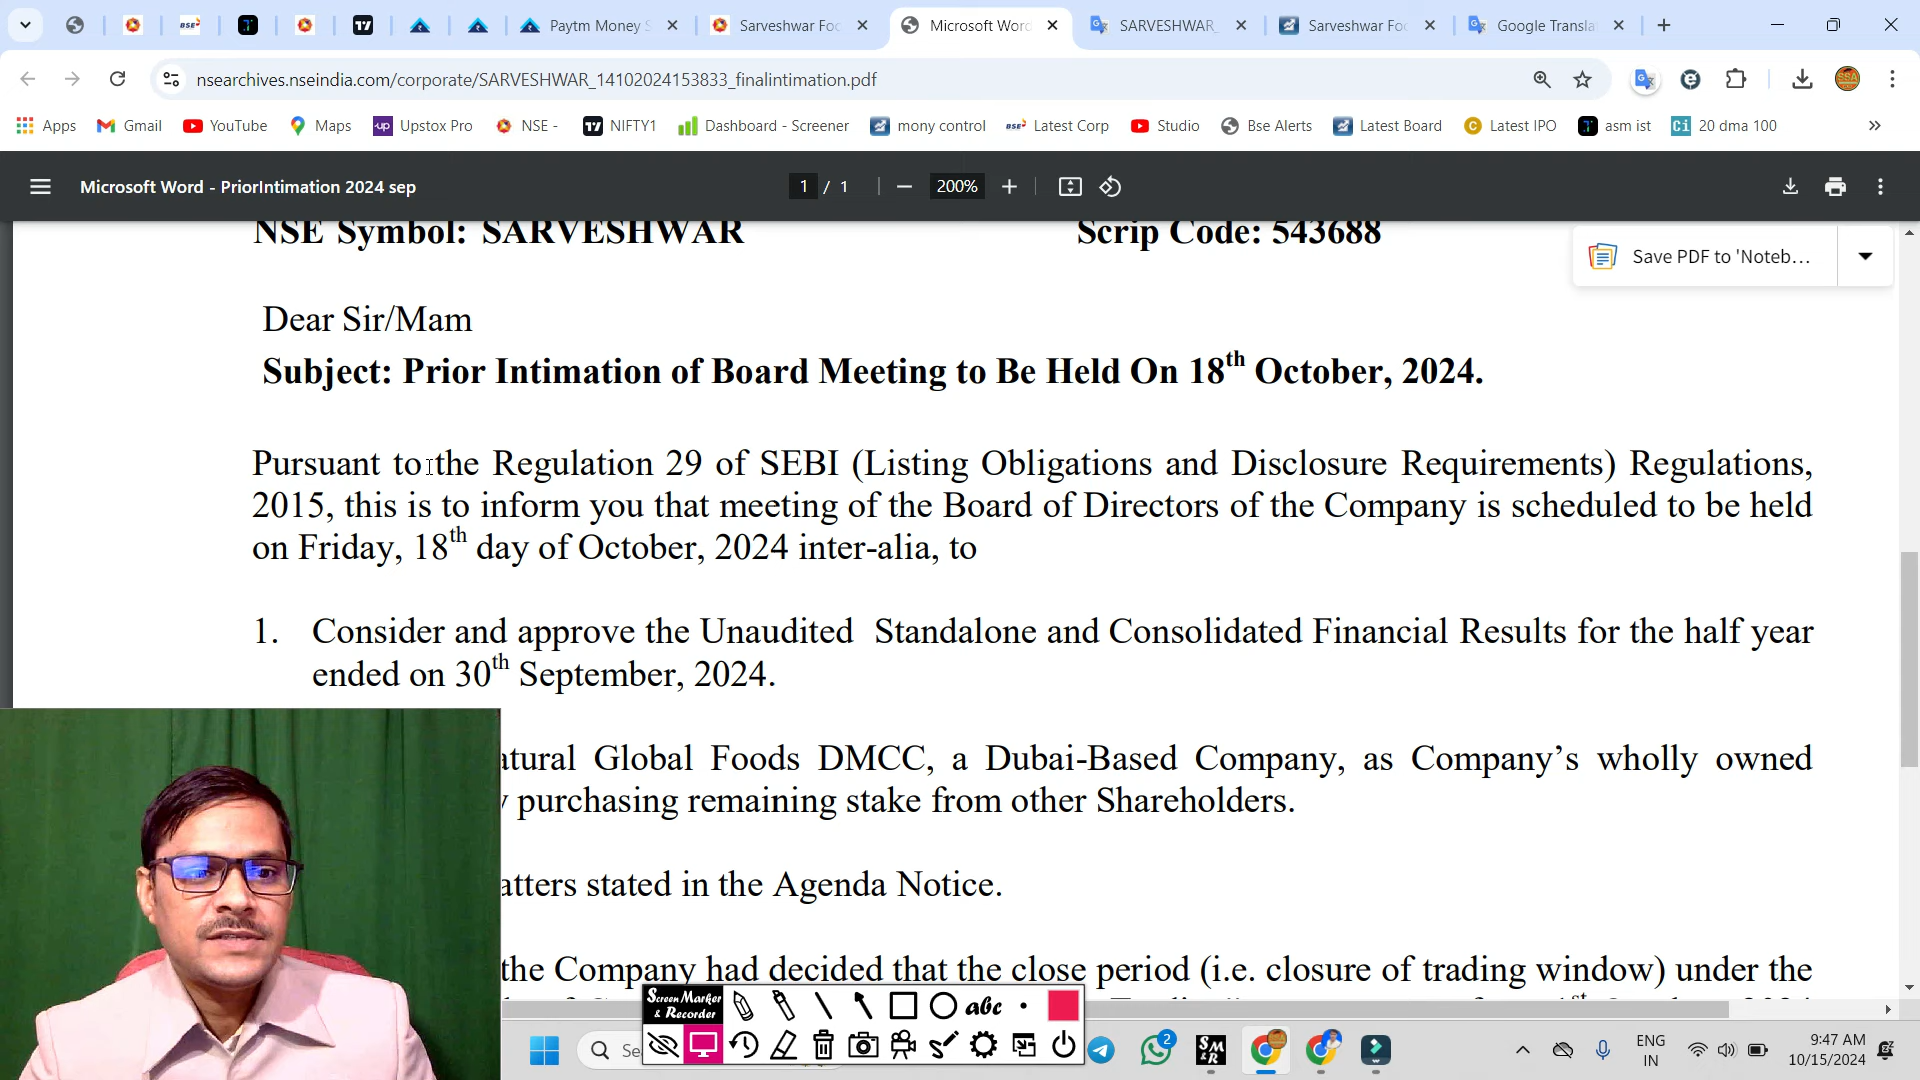 Paytm Money S
Sarveshwar Foo
Microsoft Word
SARVESHWAR_
Sarveshwar Foo
Google Transla
nsearchives.nseindia.com/corporate/SARVESHWAR_14102024153833_finalintimation.pdf
Apps
Gmail
YouTube
Maps
up
Upstox Pro
NSE -
NIFTY1
Dashboard - Screener
mony control
BSE
Latest Corp
Studio
Bse Alerts
Latest Board
Latest IPO
asm ist
Ci
20 dma 100
Microsoft Word - PriorIntimation 2024 sep
1 / 1
200%
Save PDF to 'Noteb...
NSE Symbol: SARVESHWAR
Scrip Code: 543688
Dear Sir/Mam
Subject: Prior Intimation of Board Meeting to Be Held On 18th October, 2024.
Pursuant to the Regulation 29 of SEBI (Listing Obligations and Disclosure Requirements) Regulations,
2015, this is to inform you that meeting of the Board of Directors of the Company is scheduled to be held
on Friday, 18th day of October, 2024 inter-alia, to
1. Consider and approve the Unaudited Standalone and Consolidated Financial Results for the half year
ended on 30th September, 2024.
atural Global Foods DMCC, a Dubai-Based Company, as Company's wholly owned
y purchasing remaining stake from other Shareholders.
atters stated in the Agenda Notice.
the Company had decided that the close period (i.e. closure of trading window) under the
Screen Marker
& Recorder
abc
Se
2
SM
&R
ENG
IN
9:47 AM
10/15/2024